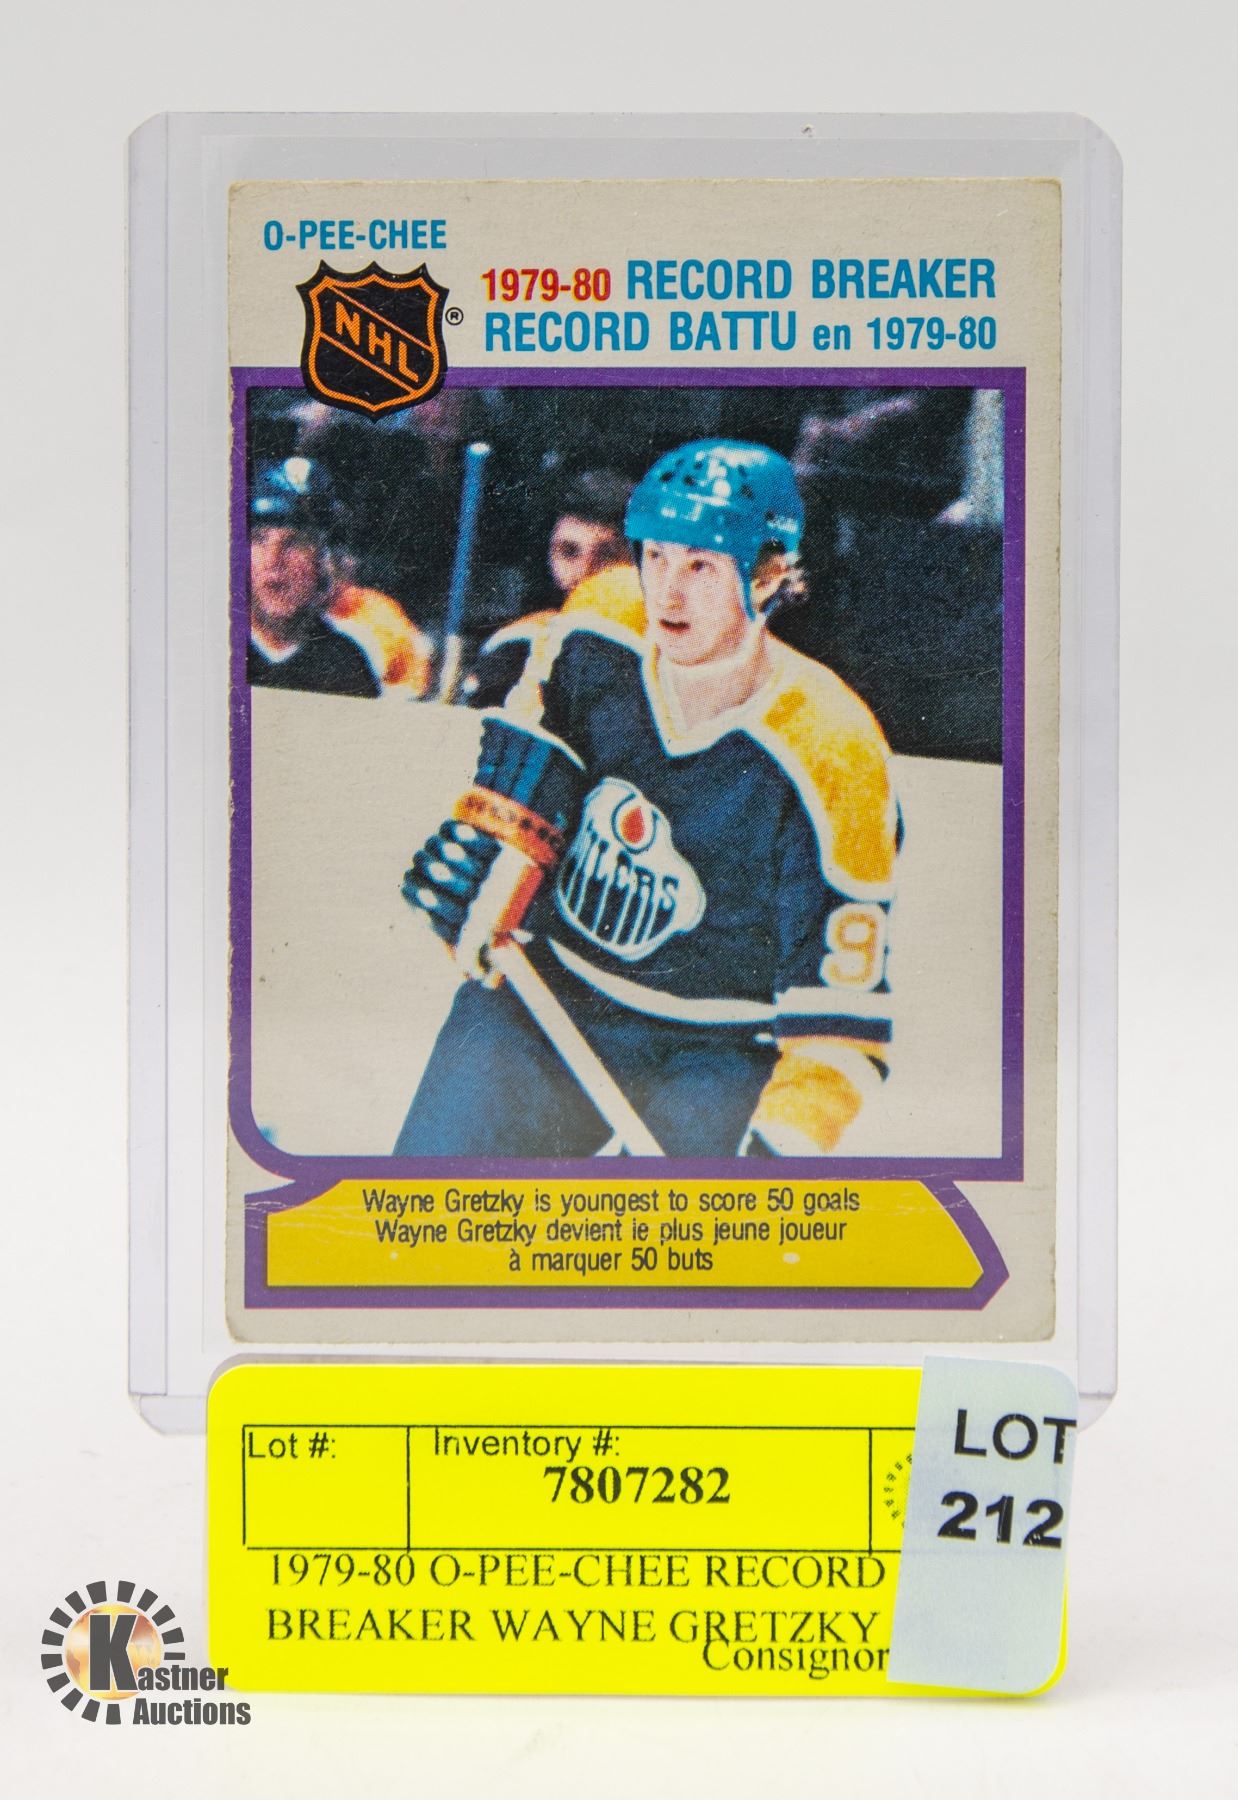 O-PEE-CHEE
NHL
®
1979-80 RECORD BREAKER
RECORD BATTU en 1979-80
OILERS
9
Wayne Gretzky is youngest to score 50 goals
Wayne Gretzky devient le plus jeune joueur
à marquer 50 buts
Lot #:
Inventory #:
7807282
LOT
212
1979-80 O-PEE-CHEE RECORD
BREAKER WAYNE GRETZKY
Consignor
Kastner
Auctions